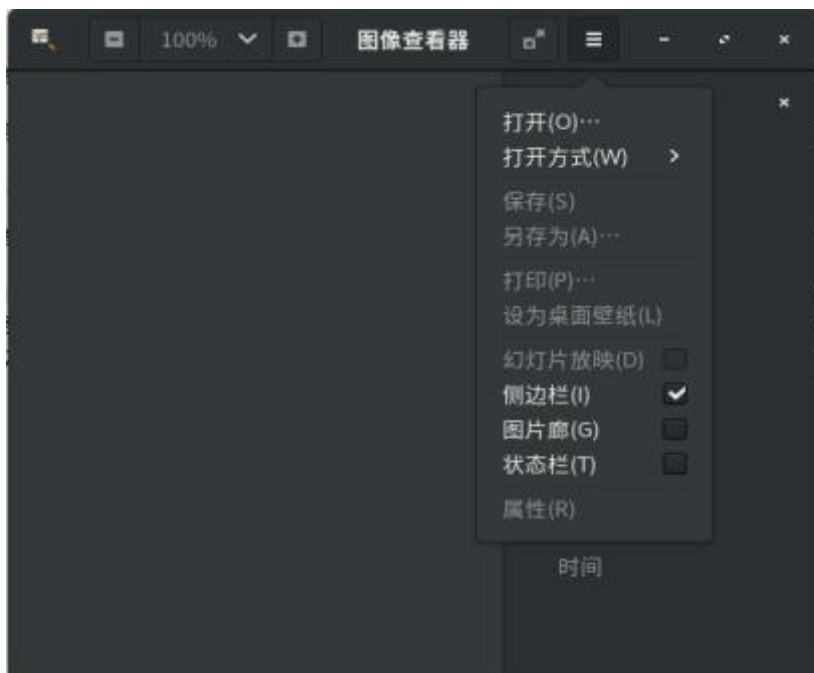 100%
图像查看器
打开(O)…
打开方式(W)
保存(S)
另存为(A)…
打印(P)…
设为桌面壁纸(L)
幻灯片放映(D)
侧边栏(I)
图片廊(G)
状态栏(T)
属性(R)
时间